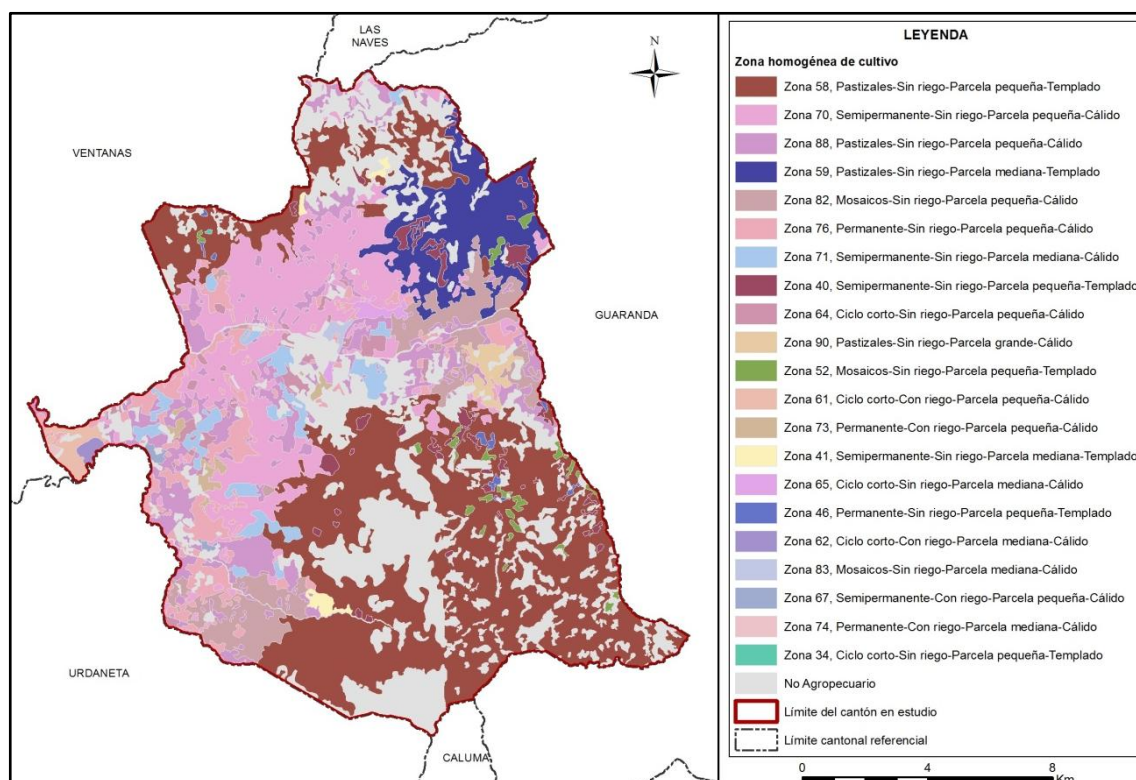 LAS
NAVES
N
VENTANAS
GUARANDA
URDANETA
CALUMA
LEYENDA
Zona homogénea de cultivo
Zona 58, Pastizales-Sin riego-Parcela pequeña-Templado
Zona 70, Semipermanente-Sin riego-Parcela pequeña-Cálido
Zona 88, Pastizales-Sin riego-Parcela pequeña-Cálido
Zona 59, Pastizales-Sin riego-Parcela mediana-Templado
Zona 82, Mosaicos-Sin riego-Parcela pequeña-Cálido
Zona 76, Permanente-Sin riego-Parcela pequeña-Cálido
Zona 71, Semipermanente-Sin riego-Parcela mediana-Cálido
Zona 40, Semipermanente-Sin riego-Parcela pequeña-Templado
Zona 64, Ciclo corto-Sin riego-Parcela pequeña-Cálido
Zona 90, Pastizales-Sin riego-Parcela grande-Cálido
Zona 52, Mosaicos-Sin riego-Parcela pequeña-Templado
Zona 61, Ciclo corto-Con riego-Parcela pequeña-Cálido
Zona 73, Permanente-Con riego-Parcela pequeña-Cálido
Zona 41, Semipermanente-Sin riego-Parcela mediana-Templado
Zona 65, Ciclo corto-Sin riego-Parcela mediana-Cálido
Zona 46, Permanente-Sin riego-Parcela pequeña-Templado
Zona 62, Ciclo corto-Con riego-Parcela mediana-Cálido
Zona 83, Mosaicos-Sin riego-Parcela mediana-Cálido
Zona 67, Semipermanente-Con riego-Parcela pequeña-Cálido
Zona 74, Permanente-Con riego-Parcela mediana-Cálido
Zona 34, Ciclo corto-Sin riego-Parcela pequeña-Templado
No Agropecuario
Límite del cantón en estudio
Límite cantonal referencial
0 4 8
Km